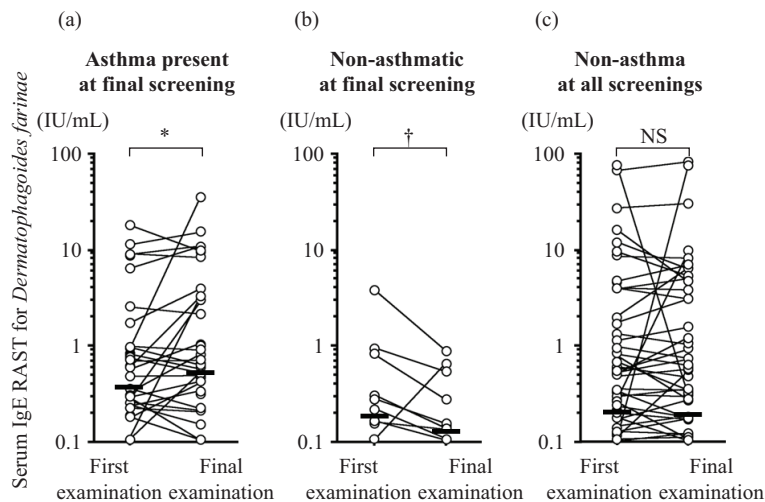 (a)
(b)
(c)
Asthma present
at final screening
Non-asthmatic
at final screening
Non-asthma
at all screenings
Serum IgE RAST for Dermatophagoides farinae
(IU/mL)
(IU/mL)
(IU/mL)
*
†
NS
100
10
1
0.1
100
10
1
0.1
100
10
1
0.1
First
examination
Final
examination
First
examination
Final
examination
First
examination
Final
examination